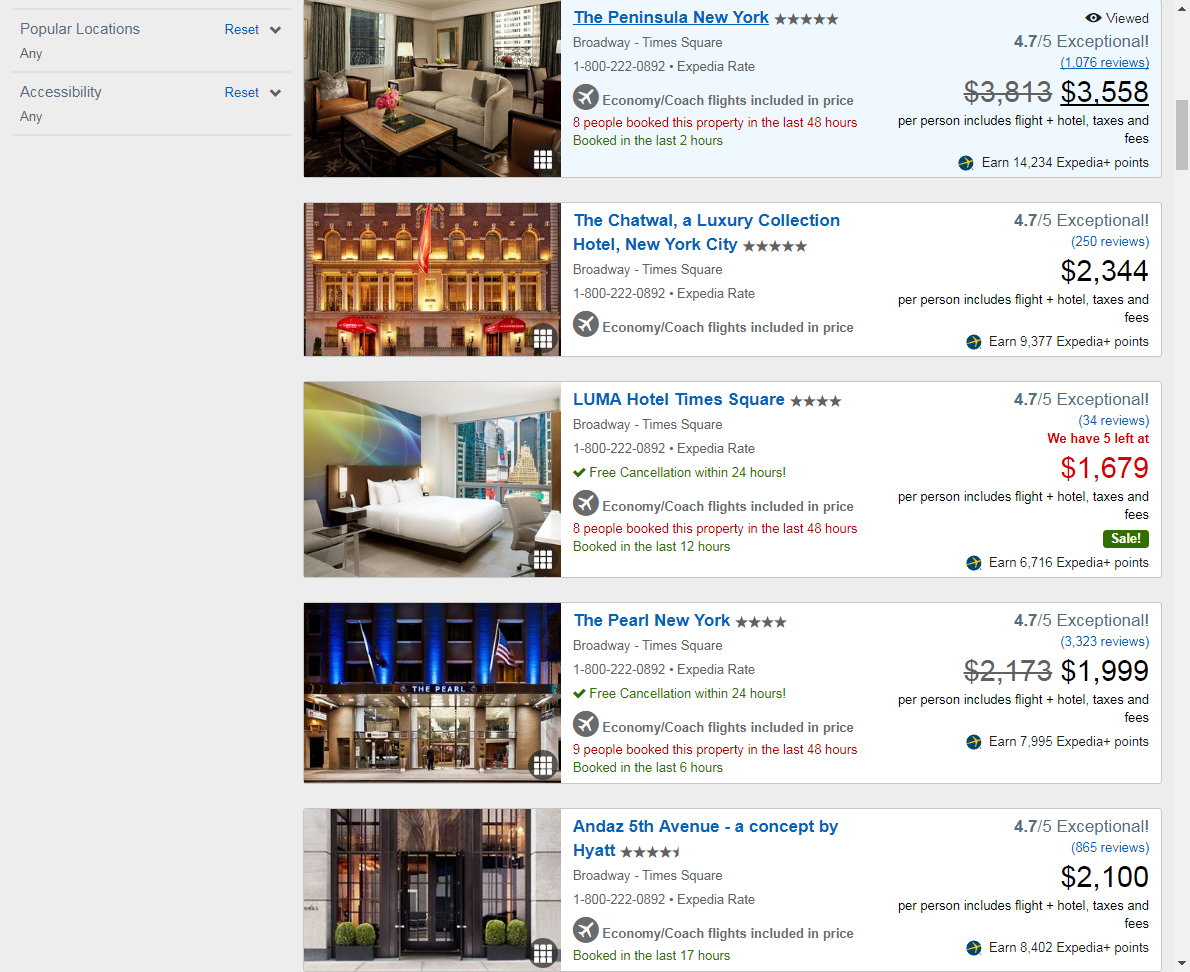 Popular Locations Reset
Any
Accessibility Reset
Any
The Peninsula New York
Viewed
Broadway - Times Square
4.7/5 Exceptional!
1-800-222-0892 • Expedia Rate
(1,076 reviews)
$3,813 $3,558
Economy/Coach flights included in price
per person includes flight + hotel, taxes and
fees
8 people booked this property in the last 48 hours
Booked in the last 2 hours
Earn 14,234 Expedia+ points
The Chatwal, a Luxury Collection
Hotel, New York City
4.7/5 Exceptional!
(250 reviews)
Broadway - Times Square
$2,344
1-800-222-0892 • Expedia Rate
per person includes flight + hotel, taxes and
fees
Economy/Coach flights included in price
Earn 9,377 Expedia+ points
LUMA Hotel Times Square
4.7/5 Exceptional!
Broadway - Times Square
(34 reviews)
We have 5 left at
1-800-222-0892 • Expedia Rate
$1,679
Free Cancellation within 24 hours!
per person includes flight + hotel, taxes and
fees
Economy/Coach flights included in price
8 people booked this property in the last 48 hours
Sale!
Booked in the last 12 hours
Earn 6,716 Expedia+ points
THE PEARL
The Pearl New York
4.7/5 Exceptional!
Broadway - Times Square
(3,323 reviews)
1-800-222-0892 • Expedia Rate
$2,173 $1,999
Free Cancellation within 24 hours!
per person includes flight + hotel, taxes and
fees
Economy/Coach flights included in price
9 people booked this property in the last 48 hours
Earn 7,995 Expedia+ points
Booked in the last 6 hours
Andaz 5th Avenue - a concept by
Hyatt
4.7/5 Exceptional!
(865 reviews)
Broadway - Times Square
$2,100
1-800-222-0892 • Expedia Rate
per person includes flight + hotel, taxes and
fees
Economy/Coach flights included in price
Booked in the last 17 hours
Earn 8,402 Expedia+ points